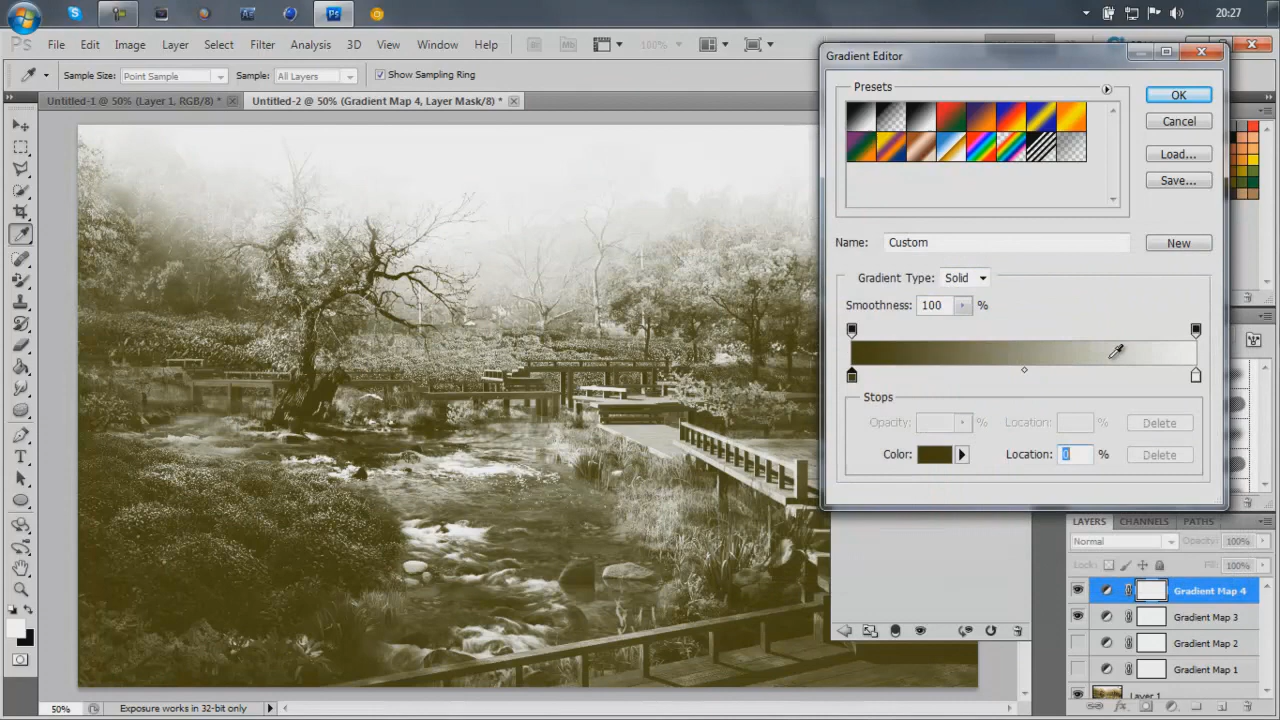 20:27
Ps File Edit Image Layer Select Filter Analysis 3D View Window Help Br Mb 100%
Gradient Editor
Sample Size: Point Sample Sample: All Layers Show Sampling Ring
Untitled-1 @ 50% (Layer 1, RGB/8) * Untitled-2 @ 50% (Gradient Map 4, Layer Mask/8) *
Presets
OK
Cancel
Load...
Save...
Name: Custom New
Gradient Type: Solid
Smoothness: 100 %
Stops
Opacity: % Location: % Delete
Color: Location: 0 % Delete
LAYERS CHANNELS PATHS
Normal Opacity: 100%
Lock: Fill: 100%
Gradient Map 4
Gradient Map 3
Gradient Map 2
Gradient Map 1
Layer 1
50% Exposure works in 32-bit only